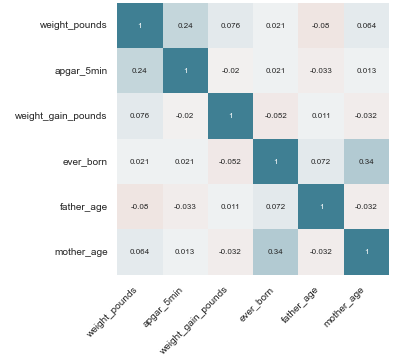 weight_pounds 1 0.24 0.076 0.021 -0.08 0.064
apgar_5min 0.24 1 -0.02 0.021 -0.033 0.013
weight_gain_pounds 0.076 -0.02 1 -0.052 0.011 -0.032
ever_born 0.021 0.021 -0.052 1 0.072 0.34
father_age -0.08 -0.033 0.011 0.072 1 -0.032
mother_age 0.064 0.013 -0.032 0.34 -0.032 1
weight_pounds apgar_5min weight_gain_pounds ever_born father_age mother_age